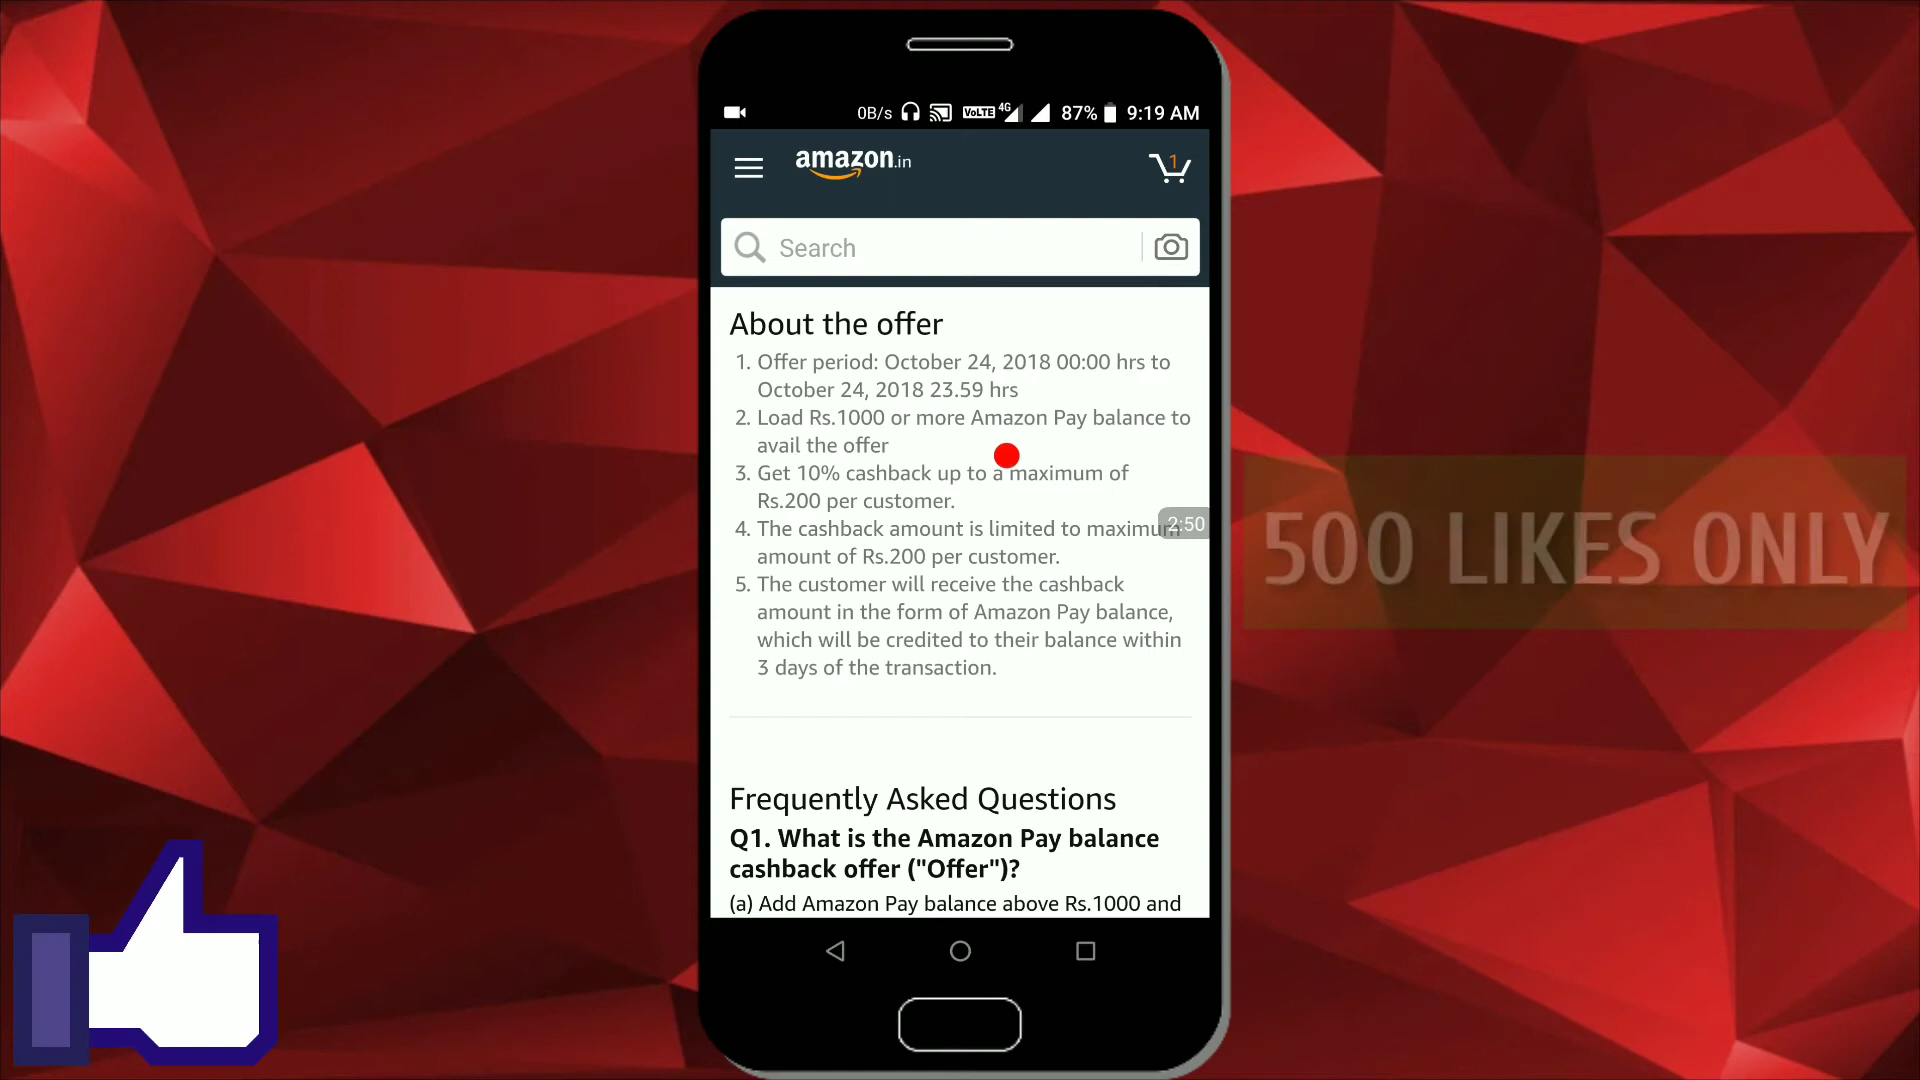 0B/s VoLTE 4G 87% 9:19 AM
amazon.in
1
Search
About the offer
1. Offer period: October 24, 2018 00:00 hrs to
October 24, 2018 23.59 hrs
2. Load Rs.1000 or more Amazon Pay balance to
avail the offer
3. Get 10% cashback up to a maximum of
Rs.200 per customer.
4. The cashback amount is limited to maximum
2:50
amount of Rs.200 per customer.
5. The customer will receive the cashback
amount in the form of Amazon Pay balance,
which will be credited to their balance within
3 days of the transaction.
Frequently Asked Questions
Q1. What is the Amazon Pay balance
cashback offer ("Offer")?
(a) Add Amazon Pay balance above Rs.1000 and
500 LIKES ONLY